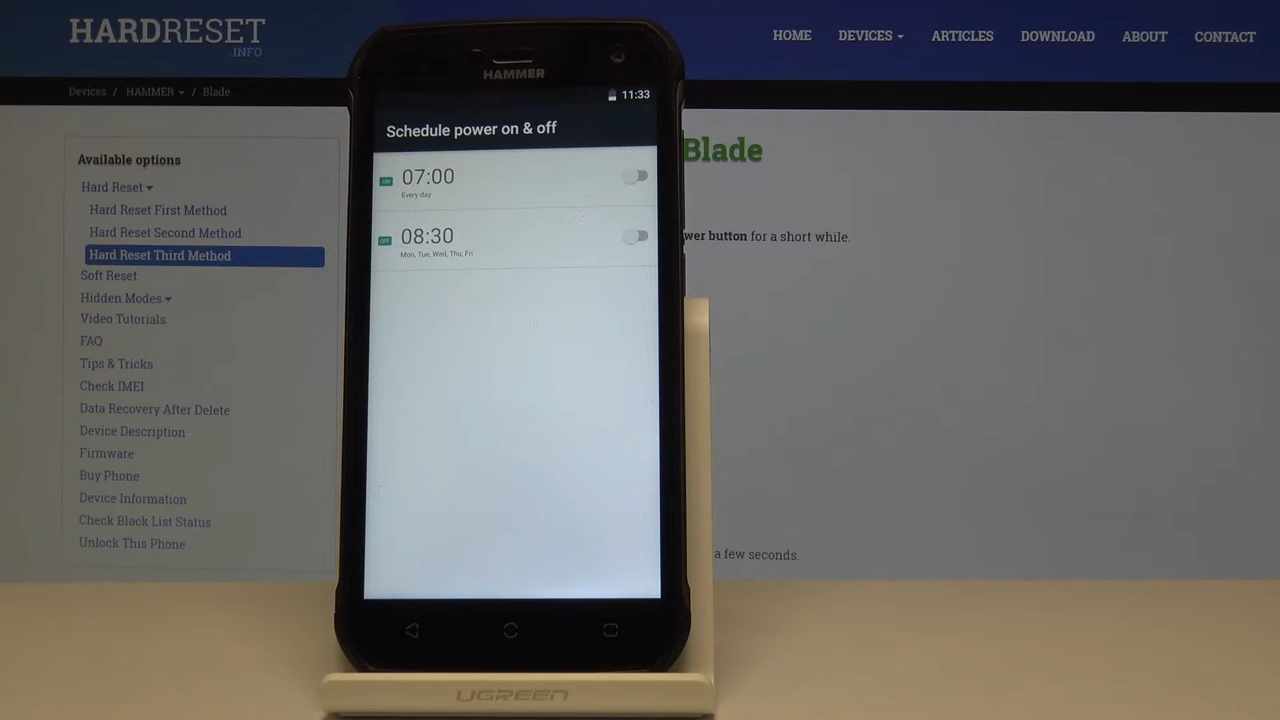 HARDRESET
.INFO
HOME
DEVICES
ARTICLES
DOWNLOAD
ABOUT
CONTACT
Devices / HAMMER / Blade
Available options
Hard Reset
Hard Reset First Method
Hard Reset Second Method
Hard Reset Third Method
Soft Reset
Hidden Modes
Video Tutorials
FAQ
Tips & Tricks
Check IMEI
Data Recovery After Delete
Device Description
Firmware
Buy Phone
Device Information
Check Black List Status
Unlock This Phone
HAMMER
11:33
Schedule power on & off
ON 07:00
Every day
OFF 08:30
Mon, Tue, Wed, Thu, Fri
Blade
wer button for a short while.
a few seconds.
UGREEN